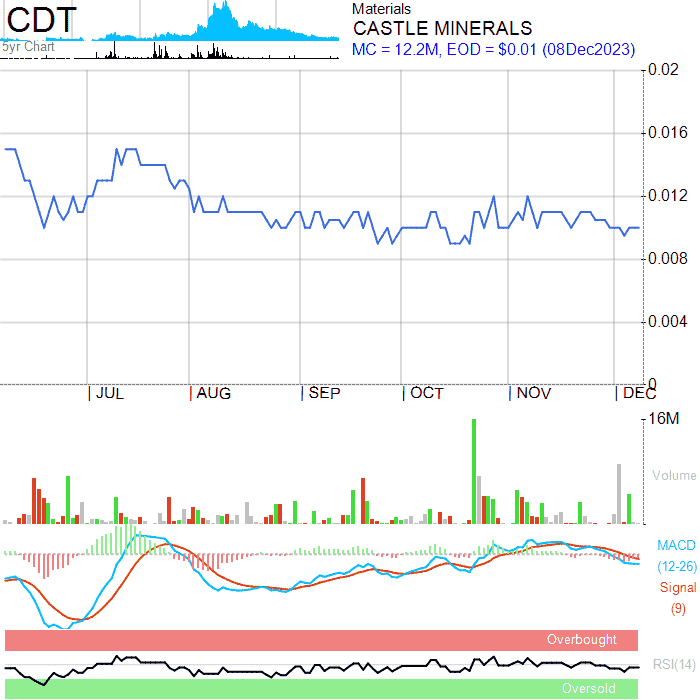 CDT
5yr Chart
Materials
CASTLE MINERALS
MC = 12.2M, EOD = $0.01 (08Dec2023)
0.02
0.016
0.012
0.008
0.004
0
JUL AUG SEP OCT NOV DEC
16M
Volume
MACD
(12-26)
Signal
(9)
Overbought
RSI(14)
Oversold